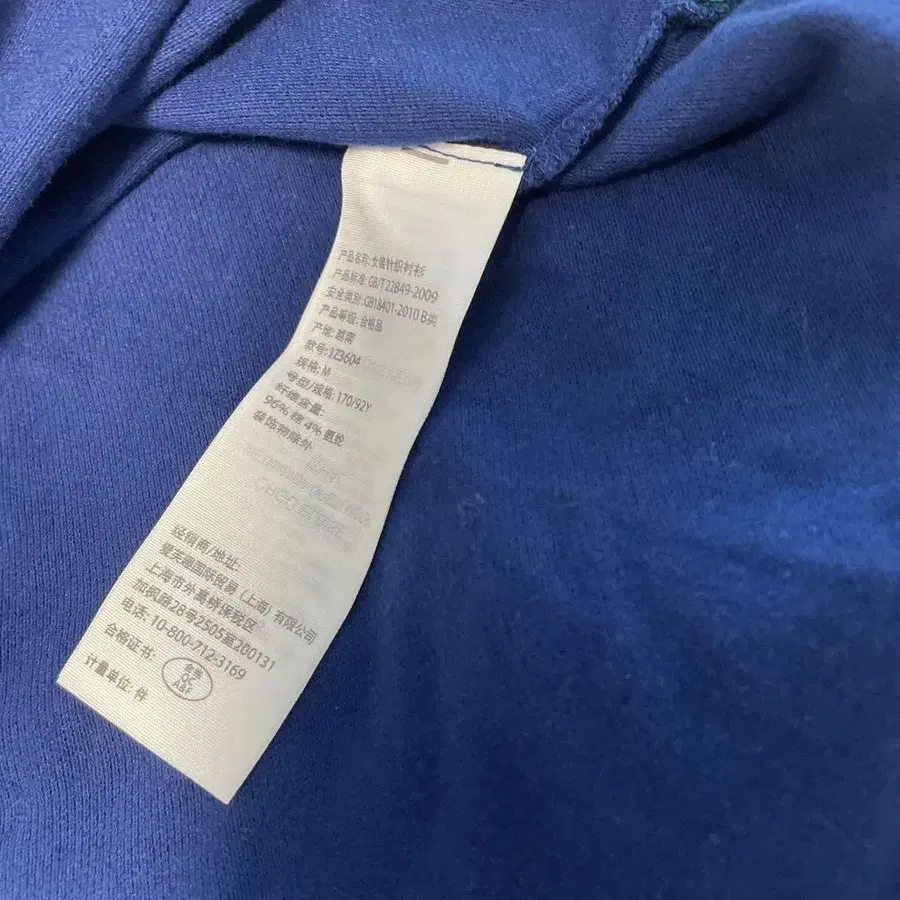 产品名称: 女装针织衬衫
产品标准: GB/T22849-2009
安全类别: GB18401-2010 B类
产品等级: 合格品
产地: 越南
款号: 1Z3604
规格: M
号型/规格: 170/92Y
纤维含量:
96% 棉 4% 氨纶
装饰物除外
经销商/地址:
国际贸易（上海）有限公司
上海市外高桥保税区
加枫路28号2505室200131
电话: 10-800-712-3169
合格证书:
合格
QC
A&F
计量单位: 件